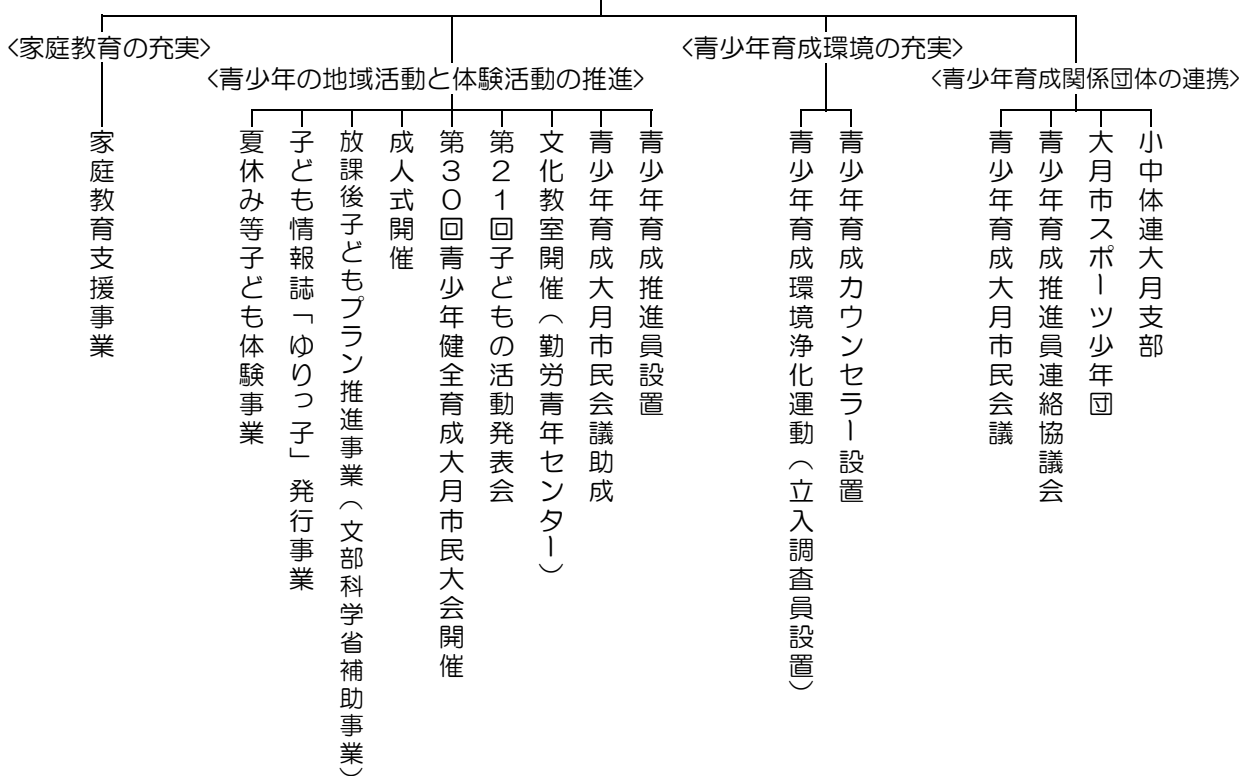 <家庭教育の充実>
家庭教育支援事業
<青少年の地域活動と体験活動の推進>
夏休み等子ども体験事業
子ども情報誌「ゆりっ子」発行事業
放課後子どもプラン推進事業（文部科学省補助事業）
成人式開催
第３０回青少年健全育成大月市民大会開催
第２１回子どもの活動発表会
文化教室開催（勤労青年センター）
青少年育成大月市民会議助成
青少年育成推進員設置
<青少年育成環境の充実>
青少年育成環境浄化運動（立入調査員設置）
青少年育成カウンセラー設置
<青少年育成関係団体の連携>
青少年育成大月市民会議
青少年育成推進員連絡協議会
大月市スポーツ少年団
小中体連大月支部